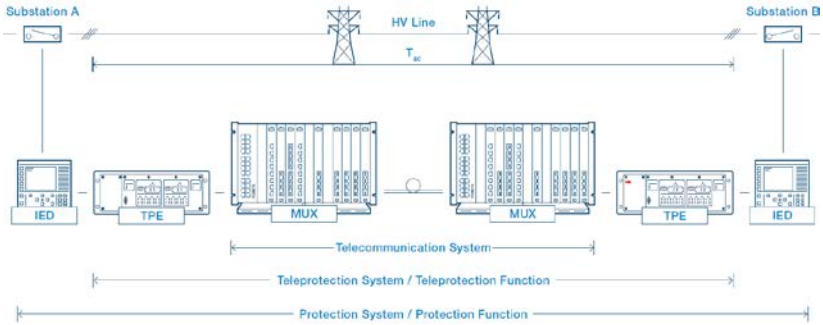 Substation A
HV Line
Substation B
Tac
IED
TPE
MUX
MUX
TPE
IED
Telecommunication System
Teleprotection System / Teleprotection Function
Protection System / Protection Function